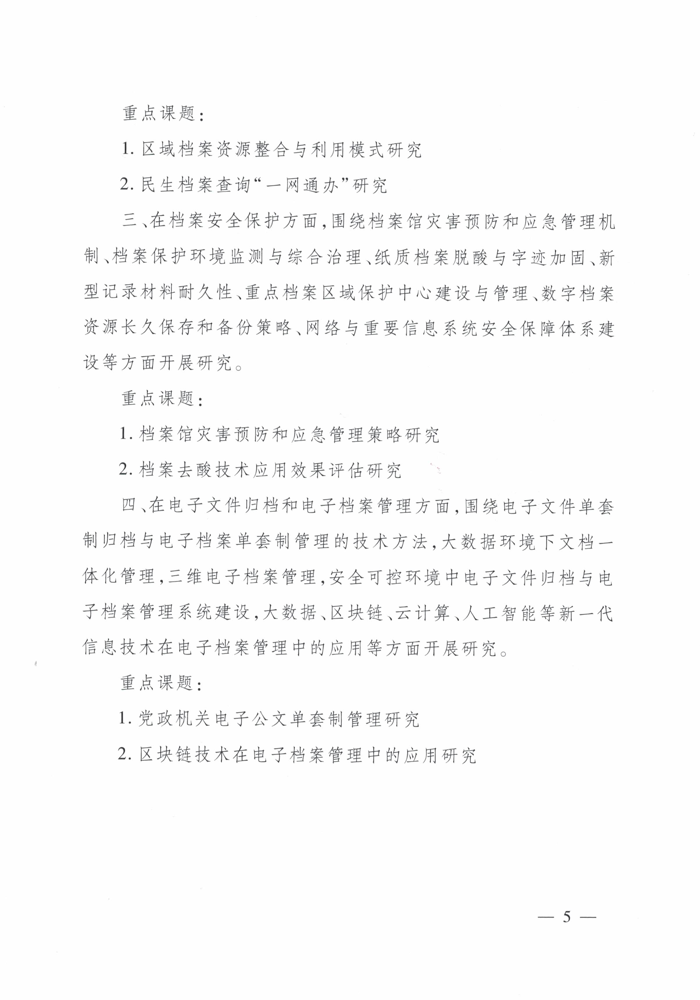 重点课题：
1. 区域档案资源整合与利用模式研究
2. 民生档案查询“一网通办”研究
三、在档案安全保护方面，围绕档案馆灾害预防和应急管理机
制、档案保护环境监测与综合治理、纸质档案脱酸与字迹加固、新
型记录材料耐久性、重点档案区域保护中心建设与管理、数字档案
资源长久保存和备份策略、网络与重要信息系统安全保障体系建
设等方面开展研究。
重点课题：
1. 档案馆灾害预防和应急管理策略研究
2. 档案去酸技术应用效果评估研究
四、在电子文件归档和电子档案管理方面，围绕电子文件单套
制归档与电子档案单套制管理的技术方法，大数据环境下文档一
体化管理，三维电子档案管理，安全可控环境中电子文件归档与电
子档案管理系统建设，大数据、区块链、云计算、人工智能等新一代
信息技术在电子档案管理中的应用等方面开展研究。
重点课题：
1. 党政机关电子公文单套制管理研究
2. 区块链技术在电子档案管理中的应用研究
— 5 —